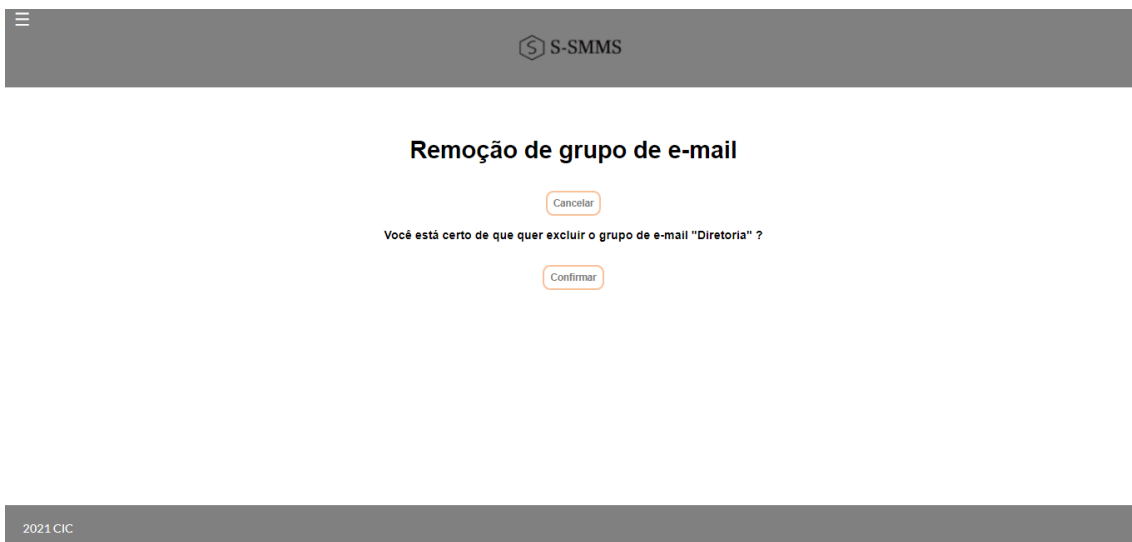 S-SMMS
Remoção de grupo de e-mail
Cancelar
Você está certo de que quer excluir o grupo de e-mail "Diretoria" ?
Confirmar
2021 CIC